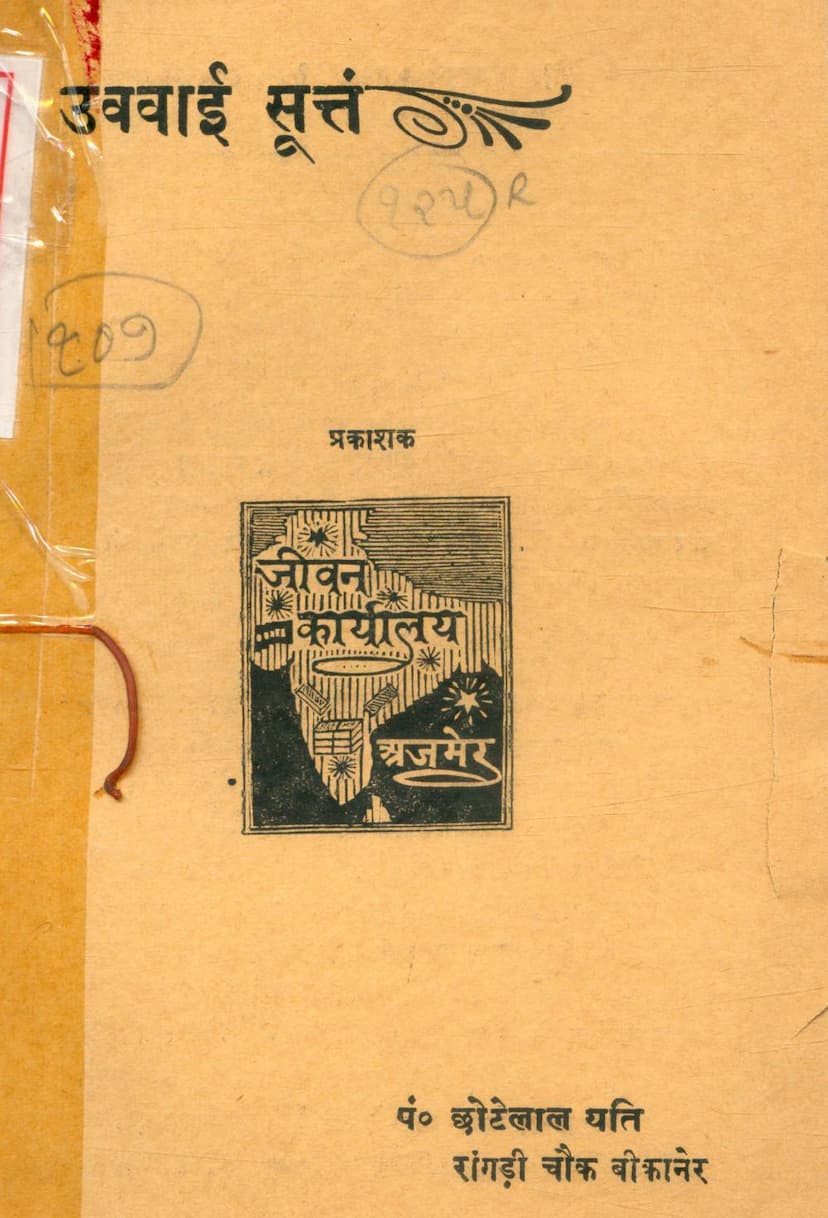 उववाई सूत्तं
१२५ R
१०७
प्रकाशक
जीवन
कार्यालय
अजमेर
पं० छोटेलाल यति
रांगड़ी चौक बीकानेर